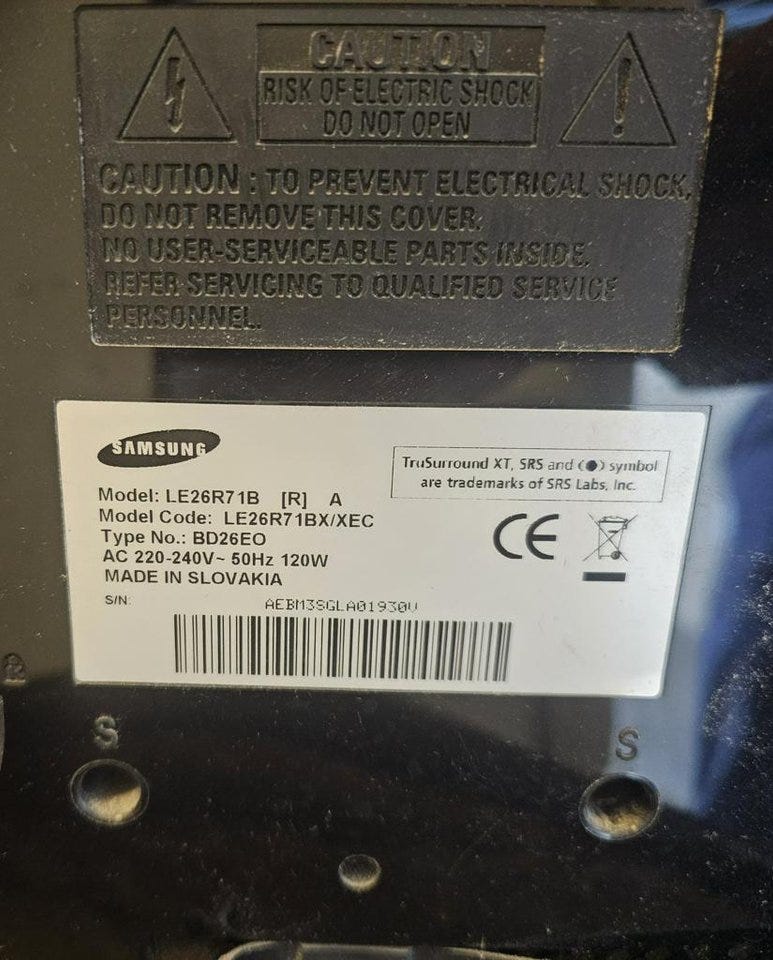 CAUTION
RISK OF ELECTRIC SHOCK
DO NOT OPEN
CAUTION : TO PREVENT ELECTRICAL SHOCK,
DO NOT REMOVE THIS COVER.
NO USER-SERVICEABLE PARTS INSIDE.
REFER SERVICING TO QUALIFIED SERVICE
PERSONNEL.
SAMSUNG
TruSurround XT, SRS and (●) symbol
are trademarks of SRS Labs, Inc.
Model: LE26R71B [R] A
Model Code: LE26R71BX/XEC
Type No.: BD26EO
AC 220-240V~ 50Hz 120W
MADE IN SLOVAKIA
CE
S/N: AEBM3SGLA01930V
S S